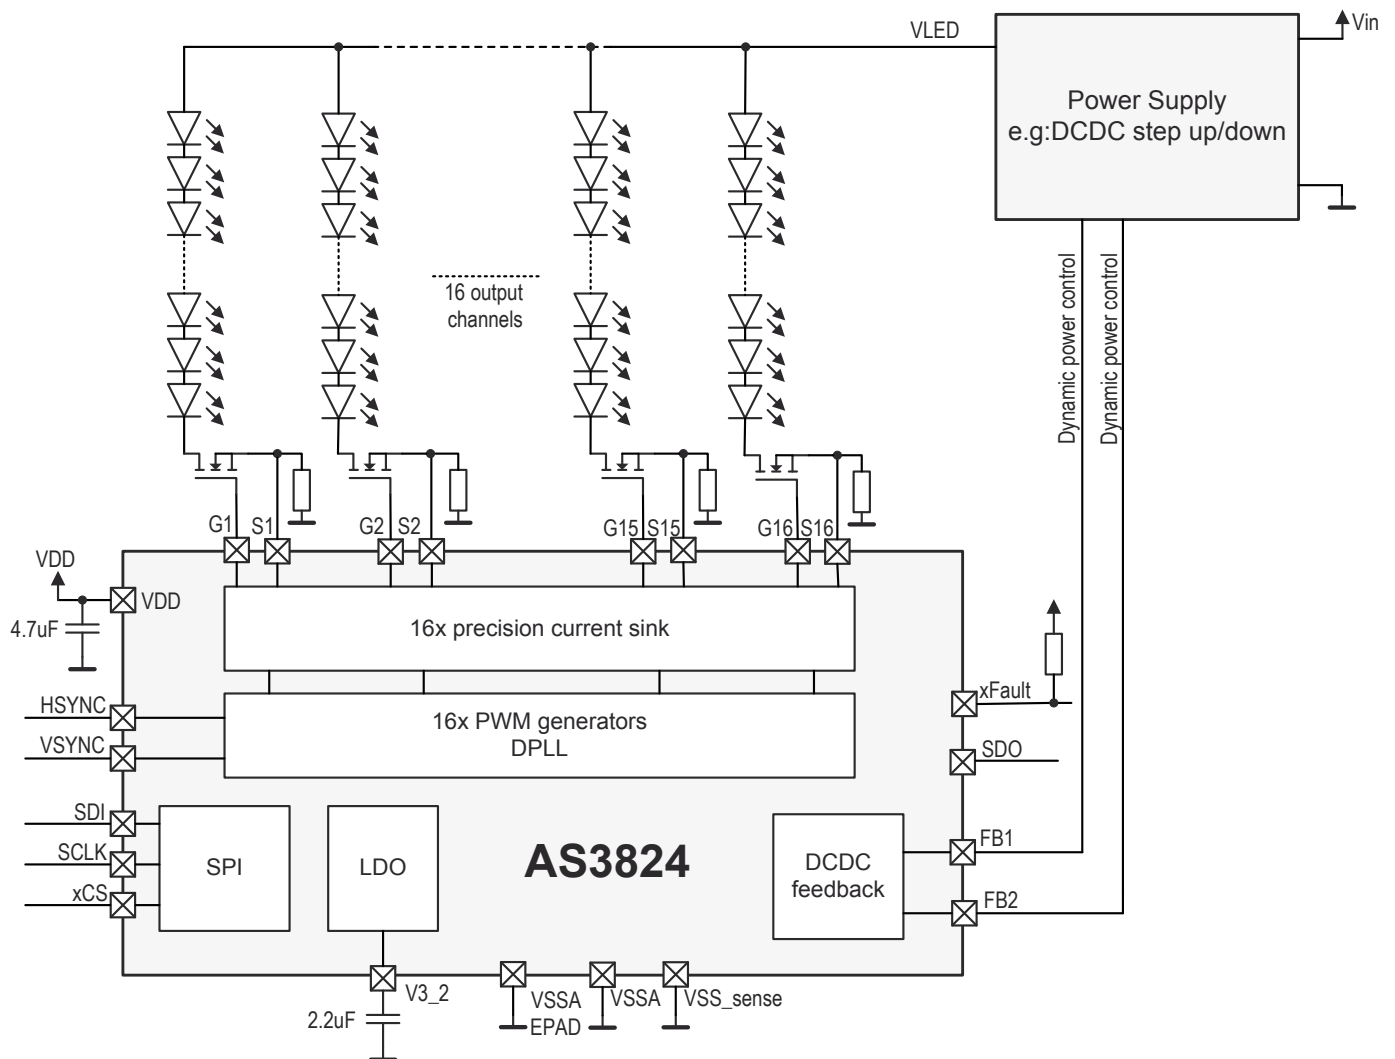 VLED
Vin
Power Supply
e.g:DCDC step up/down
16 output
channels
Dynamic power control
Dynamic power control
G1
S1
G2
S2
G15
S15
G16
S16
VDD
VDD
4.7uF
16x precision current sink
xFault
HSYNC
VSYNC
16x PWM generators
DPLL
SDO
SDI
SCLK
xCS
SPI
LDO
AS3824
DCDC
feedback
FB1
FB2
V3_2
2.2uF
VSSA
EPAD
VSSA
VSS_sense